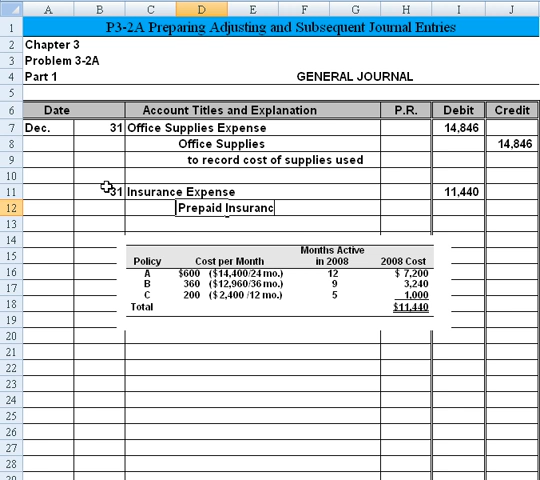 A B C D E F G H I J
1 P3-2A Preparing Adjusting and Subsequent Journal Entries
2 Chapter 3
3 Problem 3-2A
4 Part 1 GENERAL JOURNAL
5
6 Date Account Titles and Explanation P.R. Debit Credit
7 Dec. 31 Office Supplies Expense 14,846
8 Office Supplies 14,846
9 to record cost of supplies used
10
11 31 Insurance Expense 11,440
12 Prepaid Insuranc
13
14
Months Active
15 Policy Cost per Month in 2008 2008 Cost
16 A $600 ($14,400/24 mo.) 12 $ 7,200
17 B 360 ($12,960/36 mo.) 9 3,240
18 C 200 ($2,400 /12 mo.) 5 1,000
Total $11,440
19
20
21
22
23
24
25
26
27
28
29